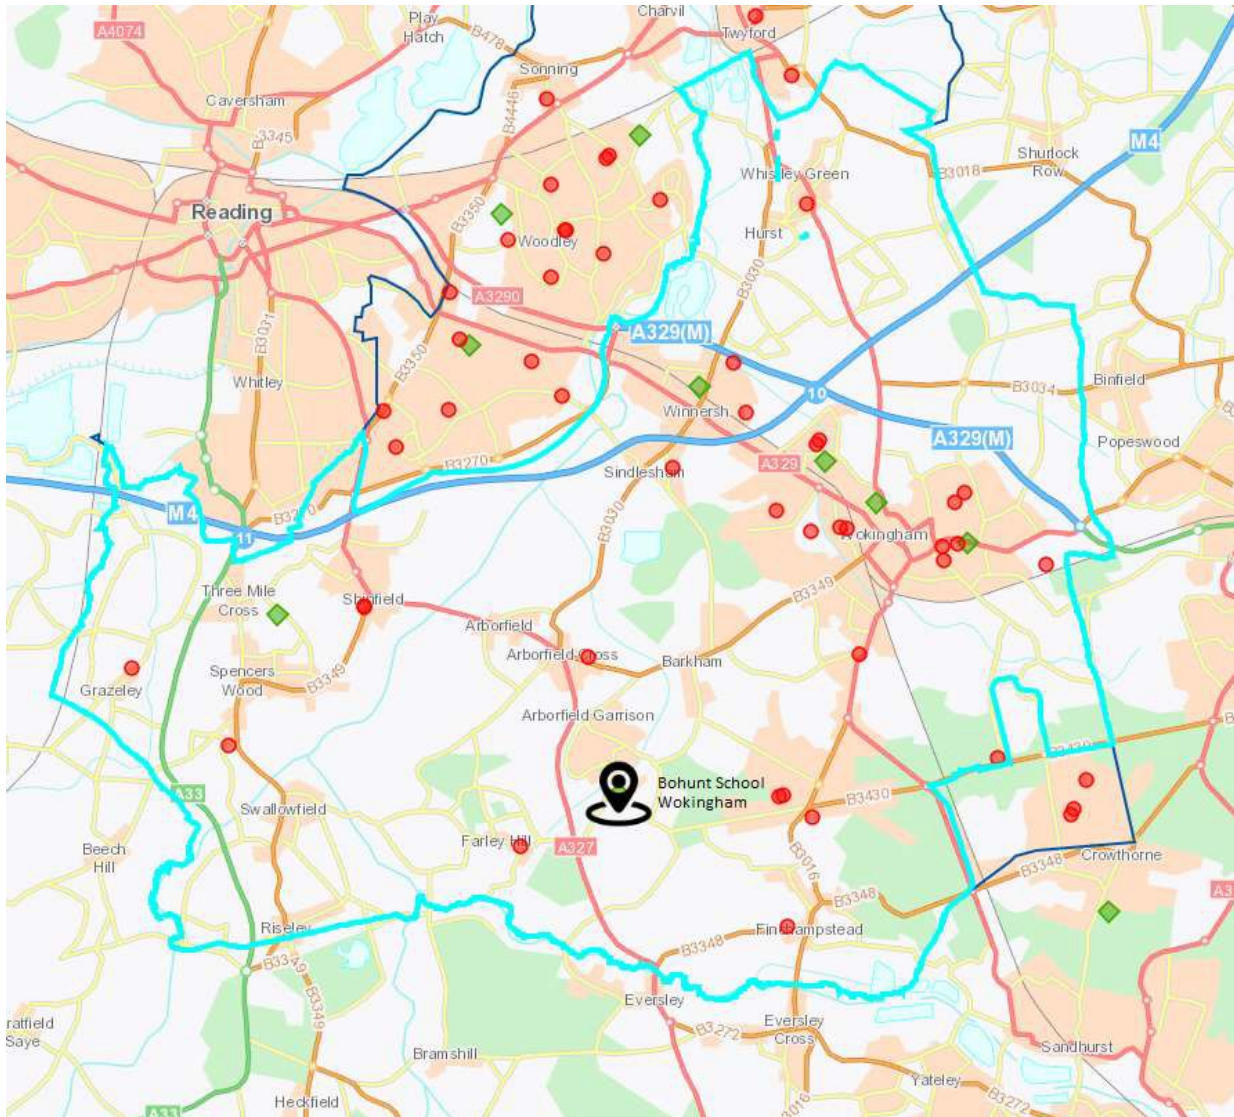 A4074
Play
Hatch
Charvil
Twyford
B478
Sonning
Caversham
B3345
B4446
M4
Shurlock
Row
B3018
Whistley Green
Reading
B3350
Woodley
Hurst
B3030
A3290
A329(M)
B3031
B3350
Whitley
10
B3034
Binfield
Winnersh
A329(M)
Popeswood
B3270
Sindlesham
A329
M4
B3270
11
B3030
Wokingham
Three Mile
Cross
Shinfield
B3349
Arborfield
Arborfield Cross
Barkham
Grazeley
Spencers
Wood
B3349
Arborfield Garrison
B3430
Bohunt School
Wokingham
A33
B3430
Swallowfield
Farley Hill
A327
B3016
Beech
Hill
Crowthorne
B3348
B3348
Riseley
B3348
Finchampstead
B3349
B3349
Eversley
B3272
Eversley
Cross
ratfield
Saye
Bramshill
Sandhurst
Yateley
B3272
Heckfield
A33